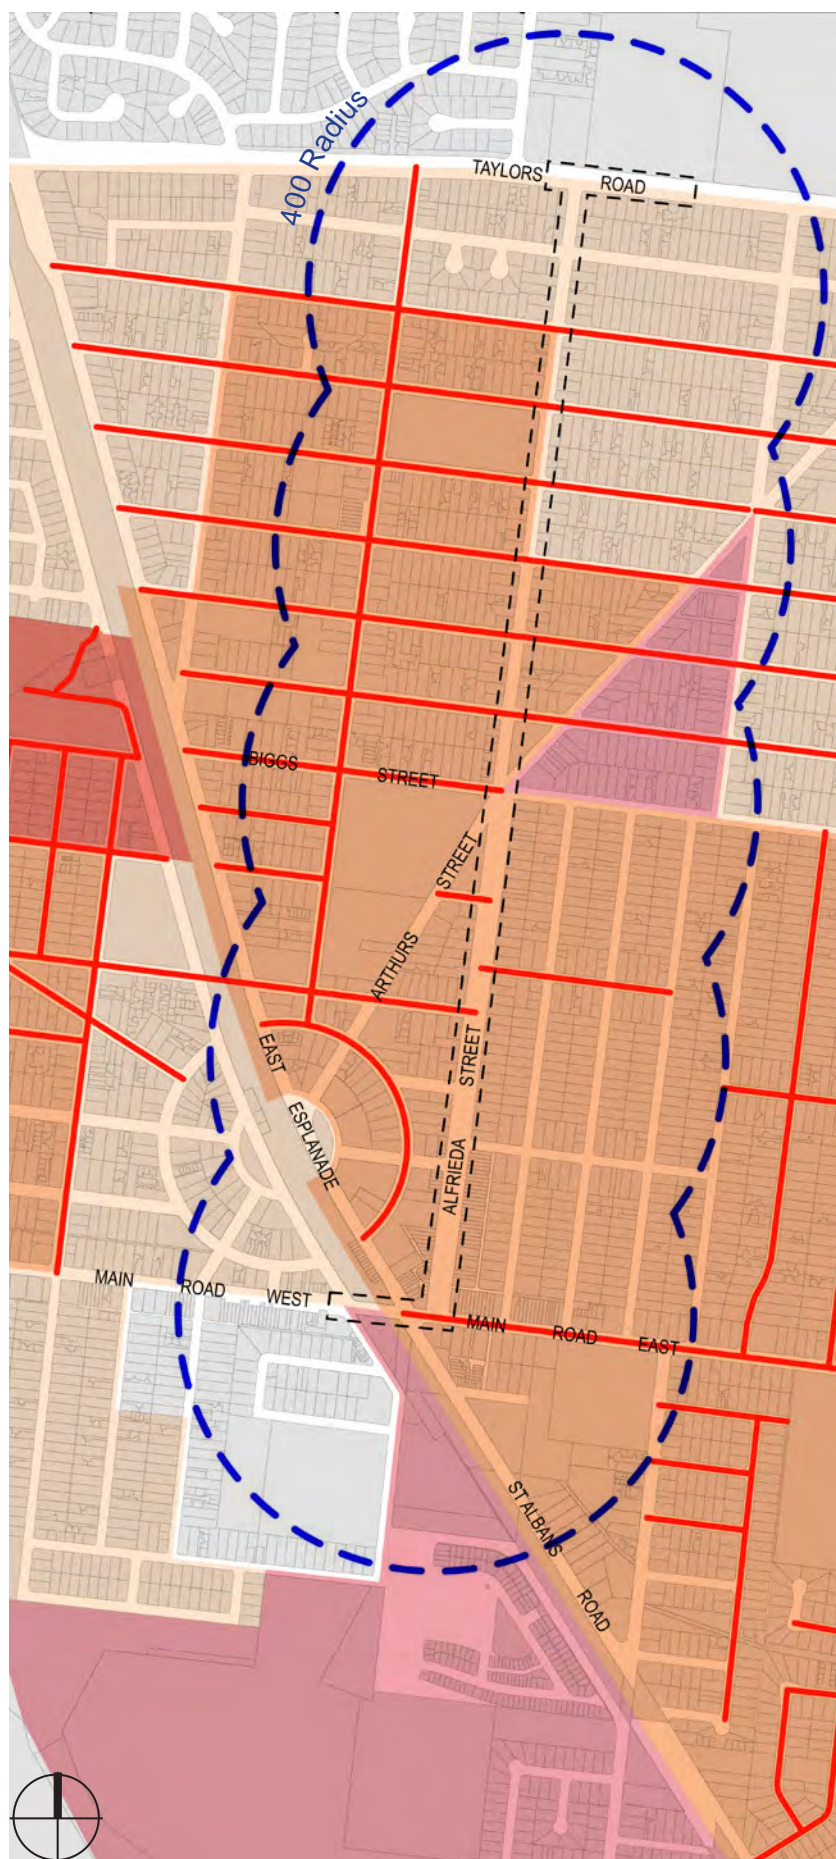 400 Radius
TAYLORS ROAD
BIGGS STREET
ARTHURS STREET
EAST ESPLANADE
ALFRIEDA STREET
MAIN ROAD WEST
MAIN ROAD EAST
ST ALBANS ROAD